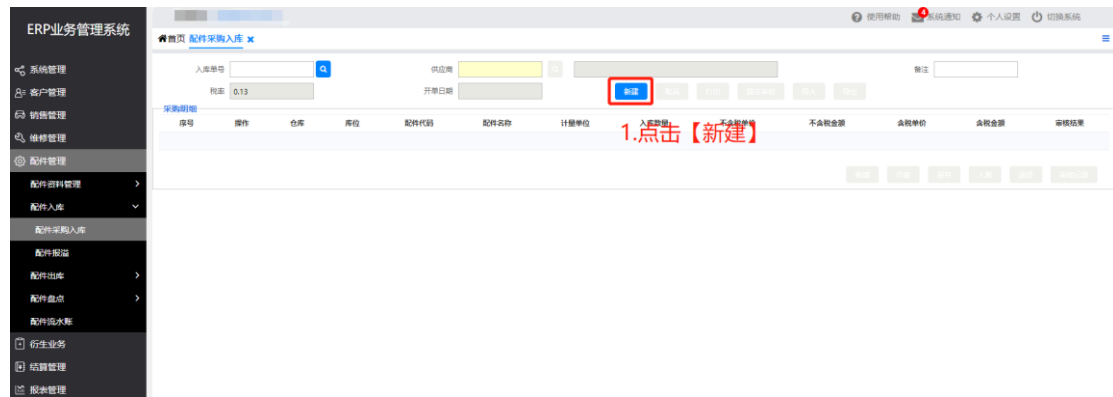 ERP业务管理系统
使用帮助 4 系统通知 个人设置 切换系统
首页 配件采购入库 ×
系统管理
客户管理
销售管理
维修管理
配件管理
配件资料管理
配件入库
配件采购入库
配件报溢
配件出库
配件盘点
配件流水账
衍生业务
结算管理
报表管理
入库单号 供应商 备注
税率 0.13 开单日期 新建
采购明细
序号 操作 仓库 库位 配件代码 配件名称 计量单位 入库数量 不含税单价 不含税金额 含税单价 含税金额 审核结果
1.点击【新建】